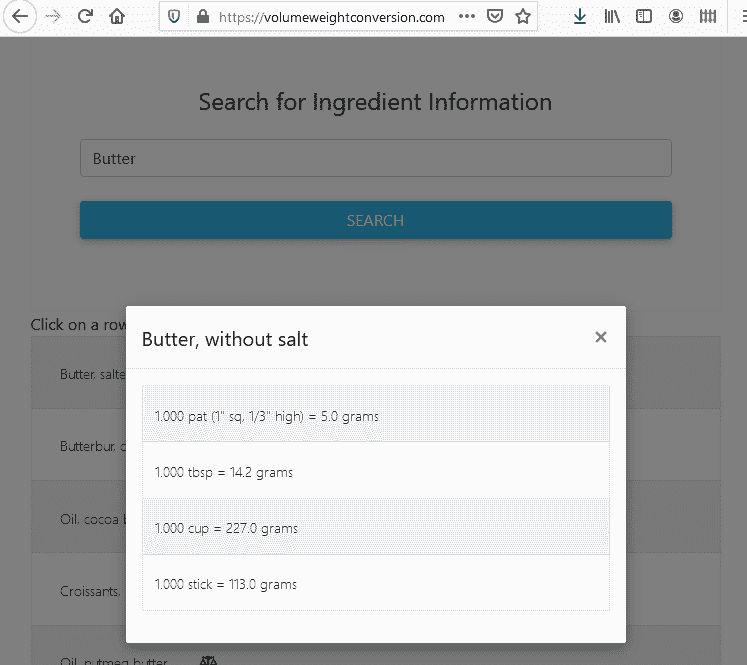 https://volumeweightconversion.com
Search for Ingredient Information
Butter
SEARCH
Click on a row
Butter, without salt
×
Butter, salte
1.000 pat (1" sq, 1/3" high) = 5.0 grams
Butterbur, c
1.000 tbsp = 14.2 grams
Oil, cocoa b
1.000 cup = 227.0 grams
Croissants,
1.000 stick = 113.0 grams
Oil, nutmeg butter